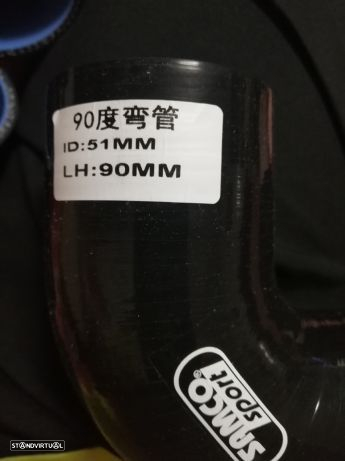 90度弯管
ID:51MM
LH:90MM
SAMCO®
SPORT
STANDVIRTUAL